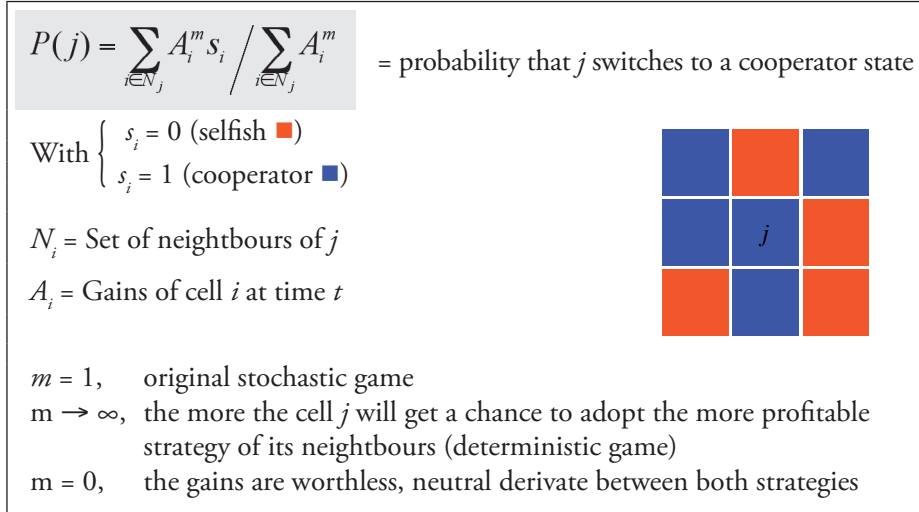 P(j) = ∑_{i∈N_j} A_i^m s_i / ∑_{i∈N_j} A_i^m = probability that j switches to a cooperator state
With { s_i = 0 (selfish ■)
s_i = 1 (cooperator ■)
j
N_i = Set of neighbours of j
A_i = Gains of cell i at time t
m = 1, original stochastic game
m → ∞, the more the cell j will get a chance to adopt the more profitable
strategy of its neighbours (deterministic game)
m = 0, the gains are worthless, neutral derivate between both strategies